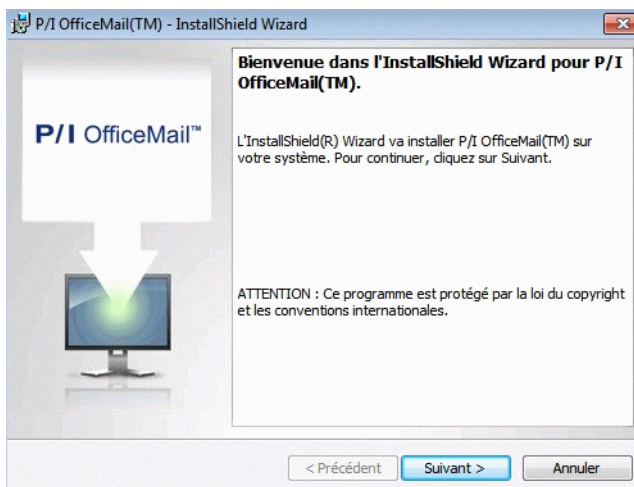 P/I OfficeMail(TM) - InstallShield Wizard
Bienvenue dans l'InstallShield Wizard pour P/I
OfficeMail(TM).
P/I OfficeMail™
L'InstallShield(R) Wizard va installer P/I OfficeMail(TM) sur
votre système. Pour continuer, cliquez sur Suivant.
ATTENTION : Ce programme est protégé par la loi du copyright
et les conventions internationales.
< Précédent
Suivant >
Annuler